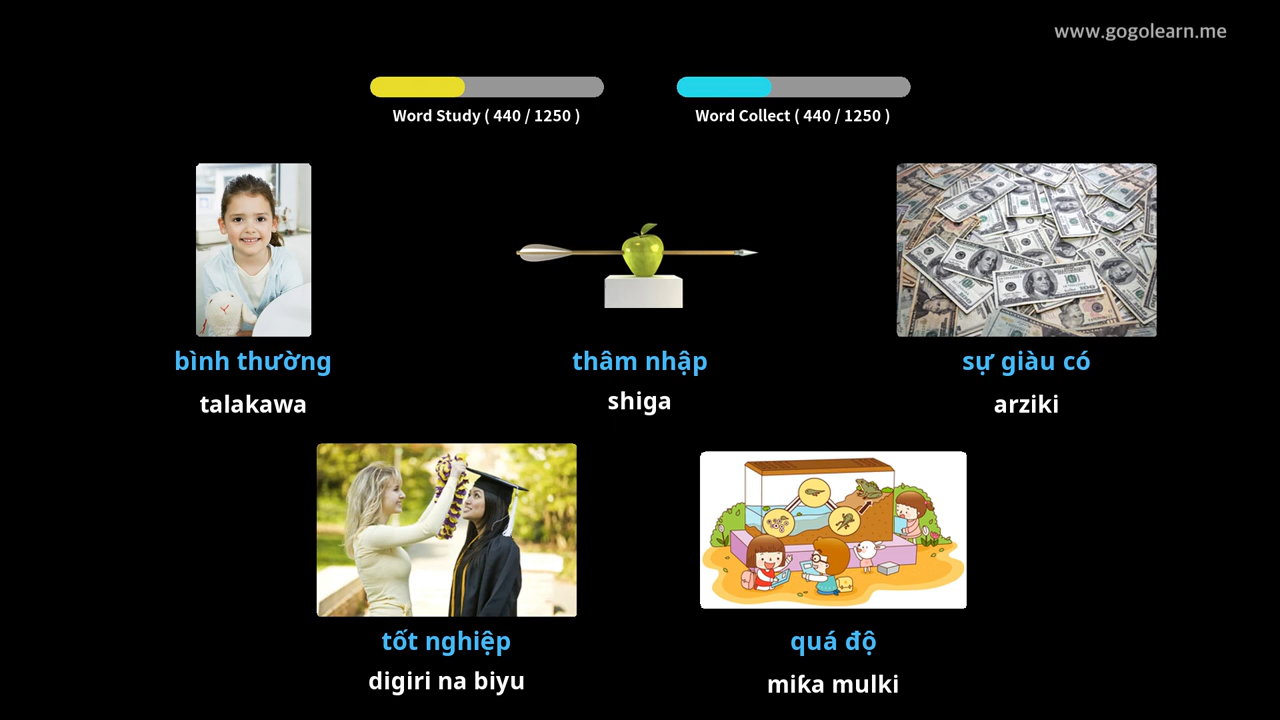 www.gogolearn.me
Word Study ( 440 / 1250 )
Word Collect ( 440 / 1250 )
bình thường
talakawa
thâm nhập
shiga
sự giàu có
arziki
tốt nghiệp
digiri na biyu
quá độ
miƙa mulki